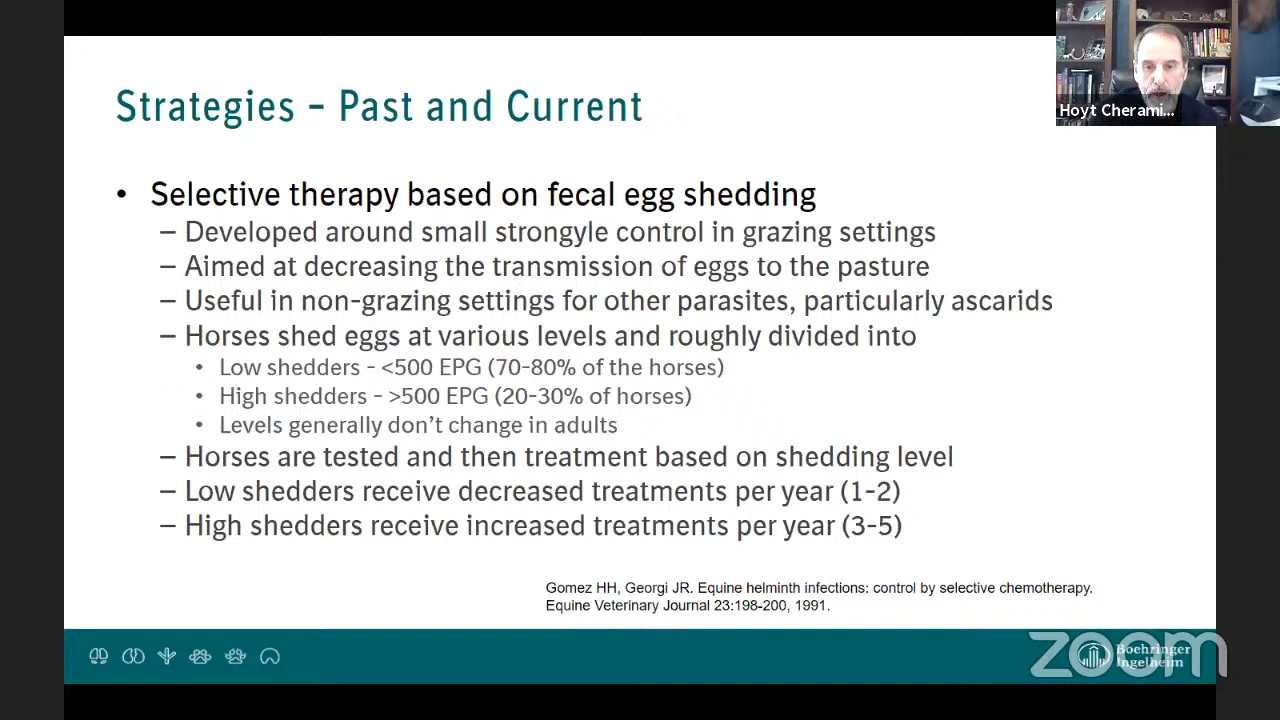 Strategies – Past and Current
Hoyt Cherami...
• Selective therapy based on fecal egg shedding
– Developed around small strongyle control in grazing settings
– Aimed at decreasing the transmission of eggs to the pasture
– Useful in non-grazing settings for other parasites, particularly ascarids
– Horses shed eggs at various levels and roughly divided into
• Low shedders - <500 EPG (70-80% of the horses)
• High shedders - >500 EPG (20-30% of horses)
• Levels generally don’t change in adults
– Horses are tested and then treatment based on shedding level
– Low shedders receive decreased treatments per year (1-2)
– High shedders receive increased treatments per year (3-5)
Gomez HH, Georgi JR. Equine helminth infections: control by selective chemotherapy.
Equine Veterinary Journal 23:198-200, 1991.
Boehringer
Ingelheim
zoom